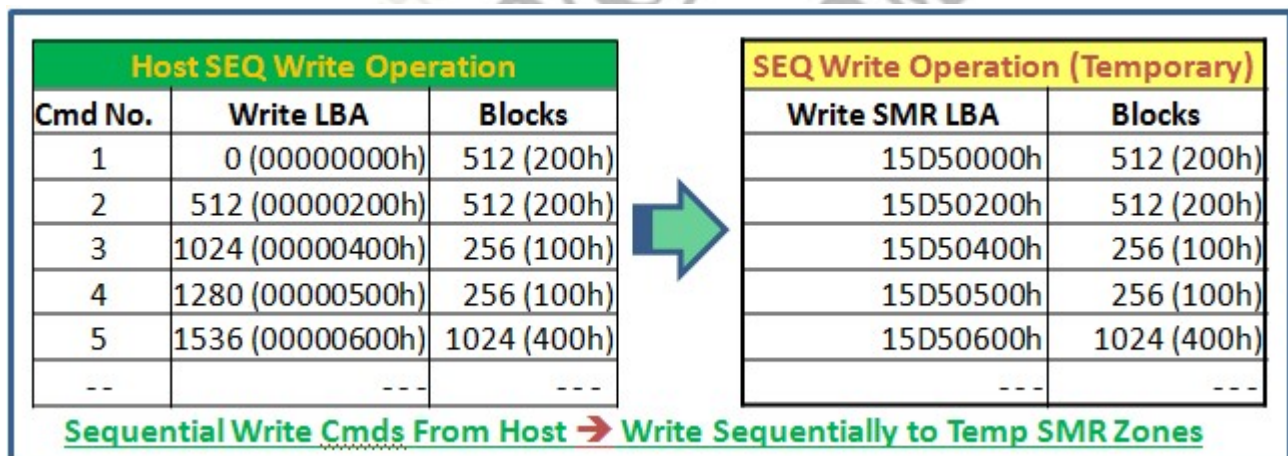 Host SEQ Write Operation
Cmd No. Write LBA Blocks
1 0 (00000000h) 512 (200h)
2 512 (00000200h) 512 (200h)
3 1024 (00000400h) 256 (100h)
4 1280 (00000500h) 256 (100h)
5 1536 (00000600h) 1024 (400h)
-- --- ---
SEQ Write Operation (Temporary)
Write SMR LBA Blocks
15D50000h 512 (200h)
15D50200h 512 (200h)
15D50400h 256 (100h)
15D50500h 256 (100h)
15D50600h 1024 (400h)
--- ---
Sequential Write Cmds From Host ➔ Write Sequentially to Temp SMR Zones